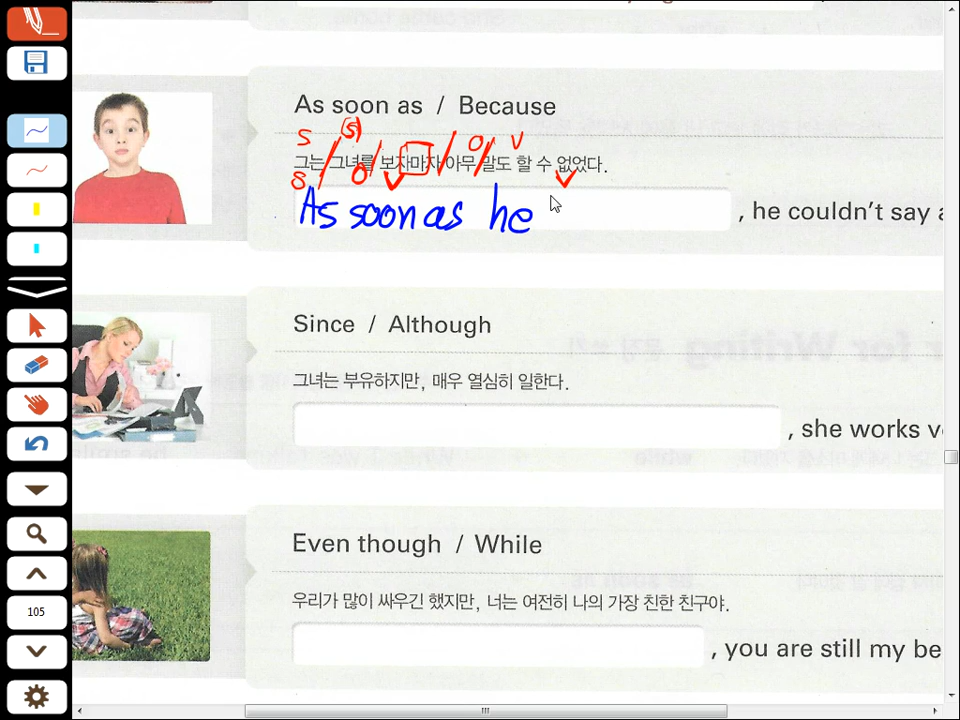 As soon as / Because
S (S) O V
그는 그녀를 보자마자 아무 말도 할 수 없었다.
S O
As soon as he , he couldn't say a
Since / Although
그녀는 부유하지만, 매우 열심히 일한다.
, she works ve
Even though / While
우리가 많이 싸우긴 했지만, 너는 여전히 나의 가장 친한 친구야.
105
, you are still my be